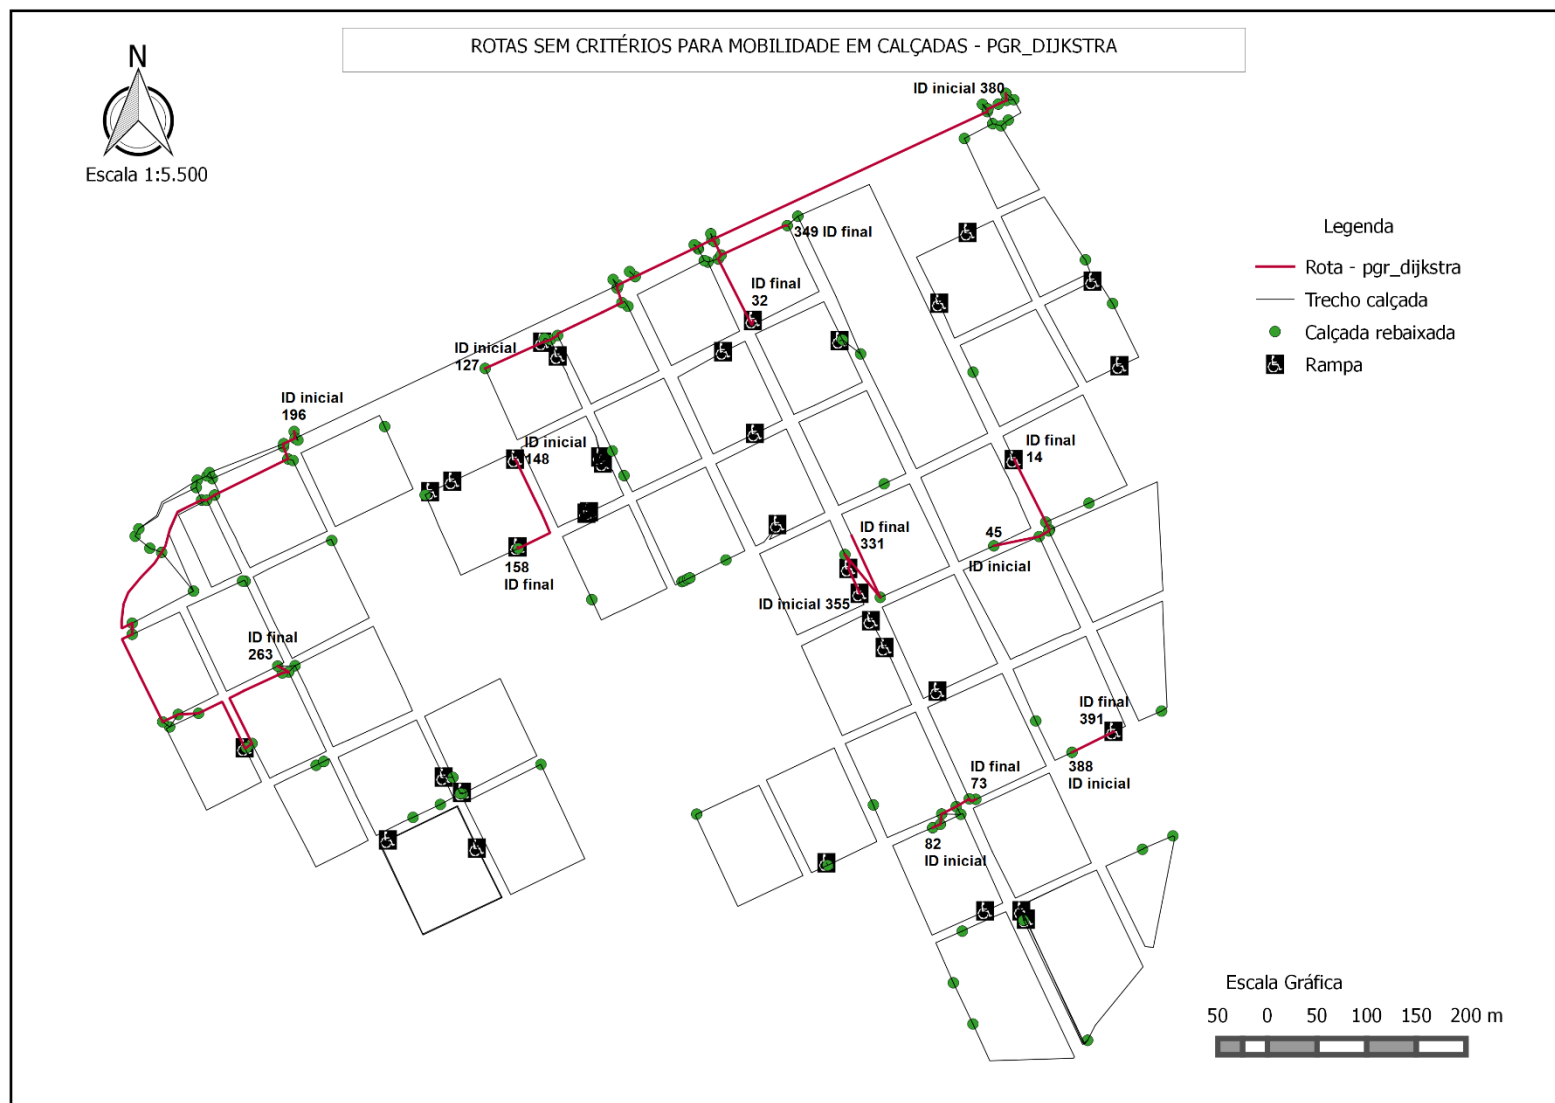 ROTAS SEM CRITÉRIOS PARA MOBILIDADE EM CALÇADAS - PGR_DIJKSTRA
N
Escala 1:5.500
ID inicial 380
349 ID final
ID final
32
ID inicial
127
ID inicial
196
ID inicial
148
158
ID final
ID final
14
45
ID inicial
ID final
331
ID inicial 355
ID final
263
ID final
391
388
ID inicial
ID final
73
82
ID inicial
Legenda
Rota - pgr_dijkstra
Trecho calçada
Calçada rebaixada
Rampa
Escala Gráfica
50 0 50 100 150 200 m